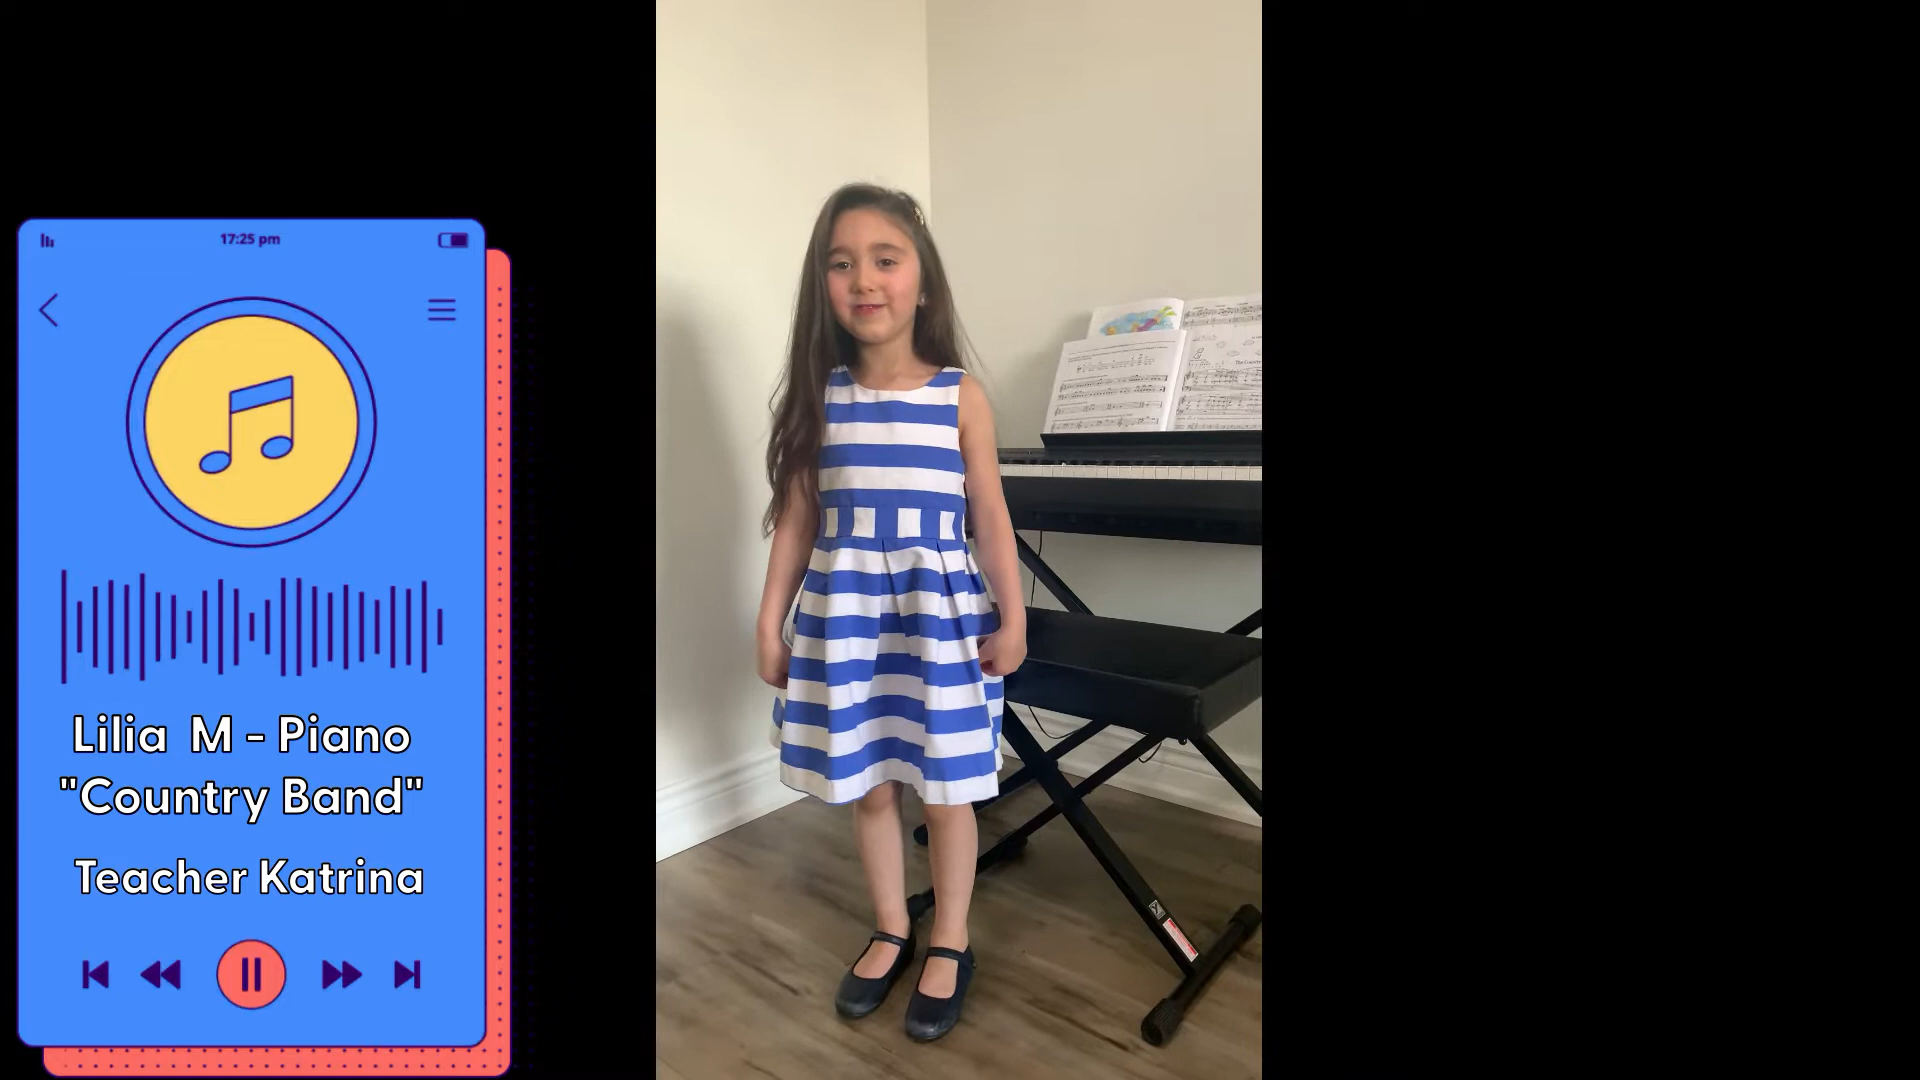 17:25 pm
Lilia M - Piano
"Country Band"
Teacher Katrina